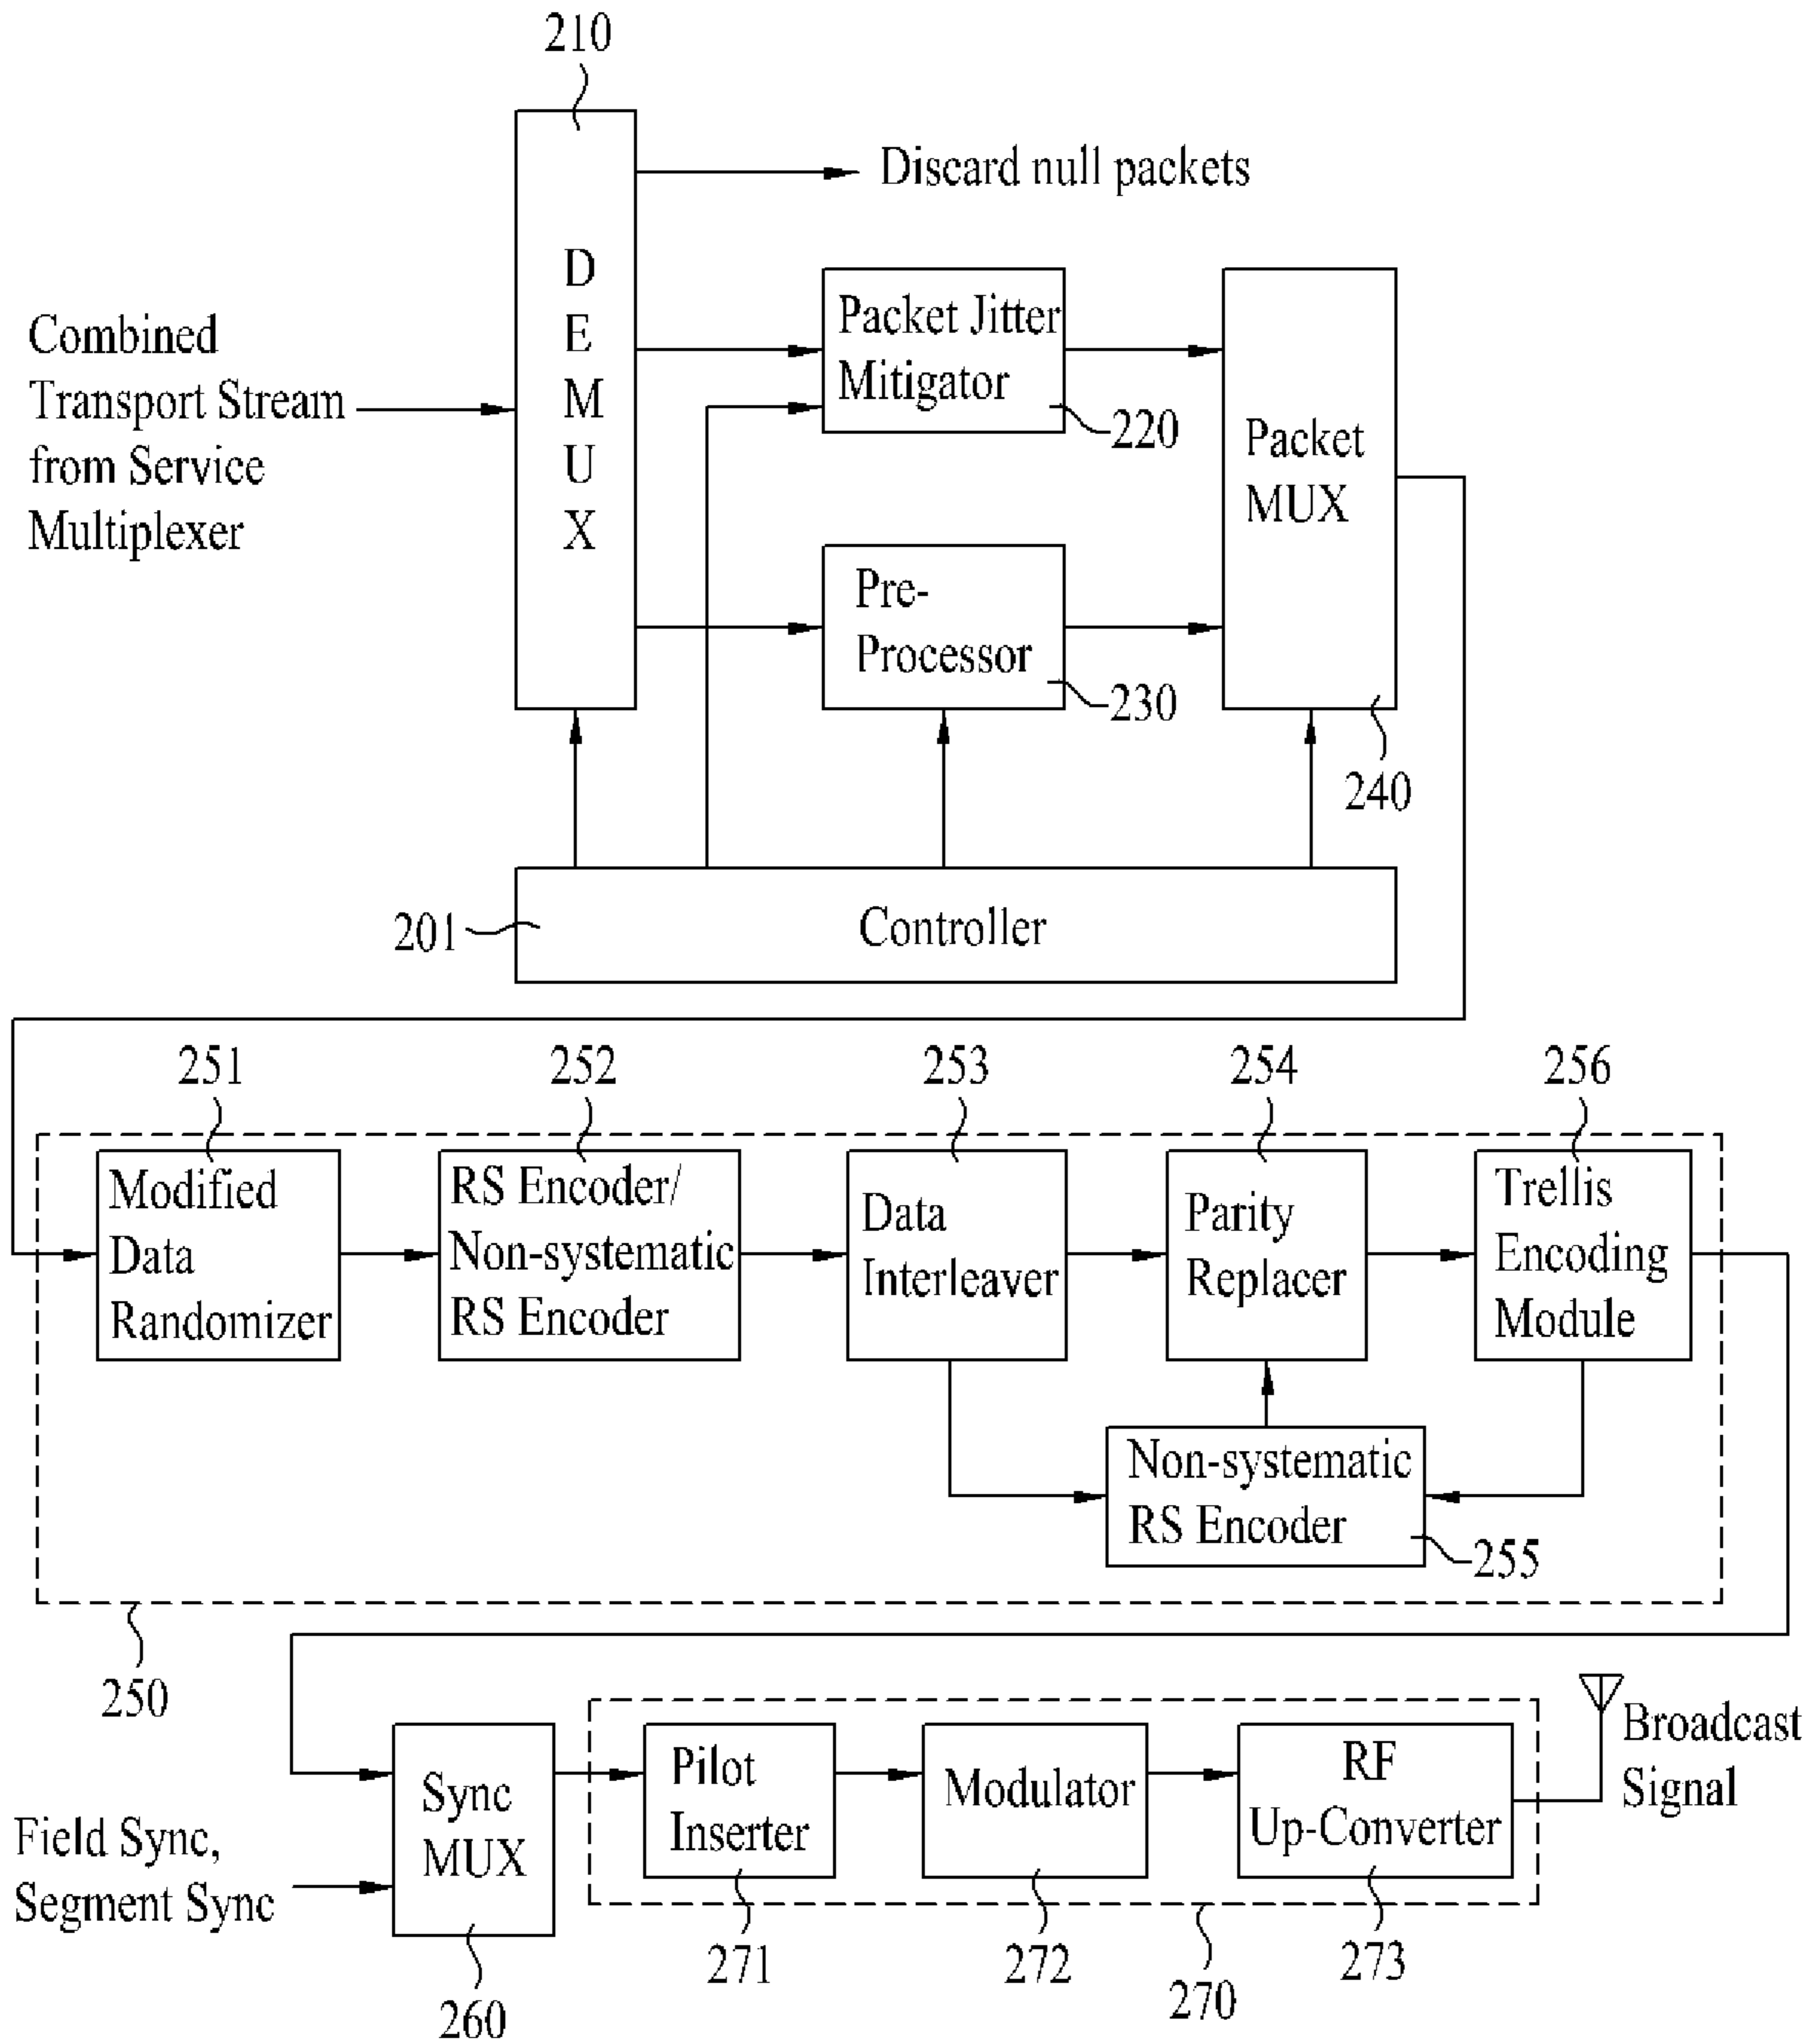 210
Discard null packets
D
E
M
U
X
Combined
Transport Stream
from Service
Multiplexer
Packet Jitter
Mitigator
220
Packet
MUX
Pre-
Processor
230
240
201
Controller
251
252
253
254
256
Modified
Data
Randomizer
RS Encoder/
Non-systematic
RS Encoder
Data
Interleaver
Parity
Replacer
Trellis
Encoding
Module
Non-systematic
RS Encoder
255
250
Sync
MUX
Field Sync,
Segment Sync
Pilot
Inserter
Modulator
RF
Up-Converter
Broadcast
Signal
271
272
273
270
260